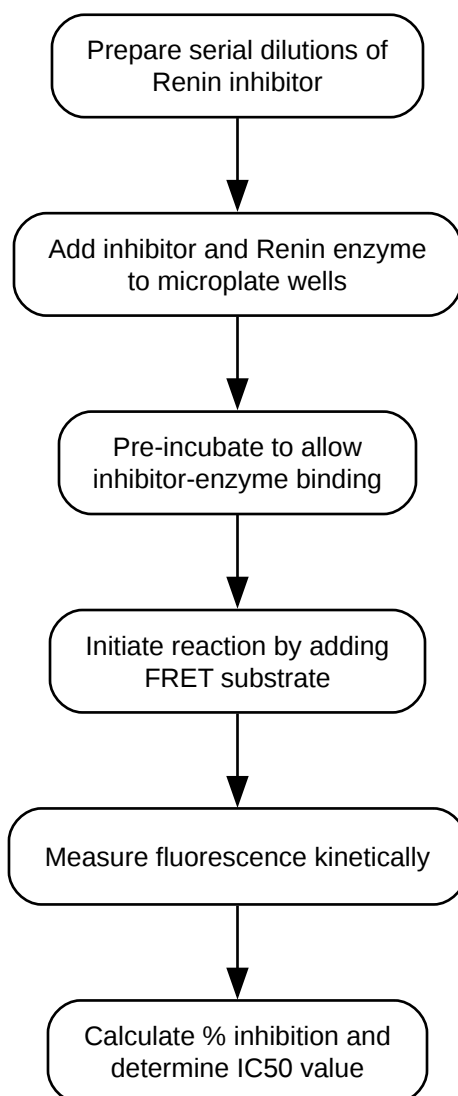 Prepare serial dilutions of
Renin inhibitor
Add inhibitor and Renin enzyme
to microplate wells
Pre-incubate to allow
inhibitor-enzyme binding
Initiate reaction by adding
FRET substrate
Measure fluorescence kinetically
Calculate % inhibition and
determine IC50 value